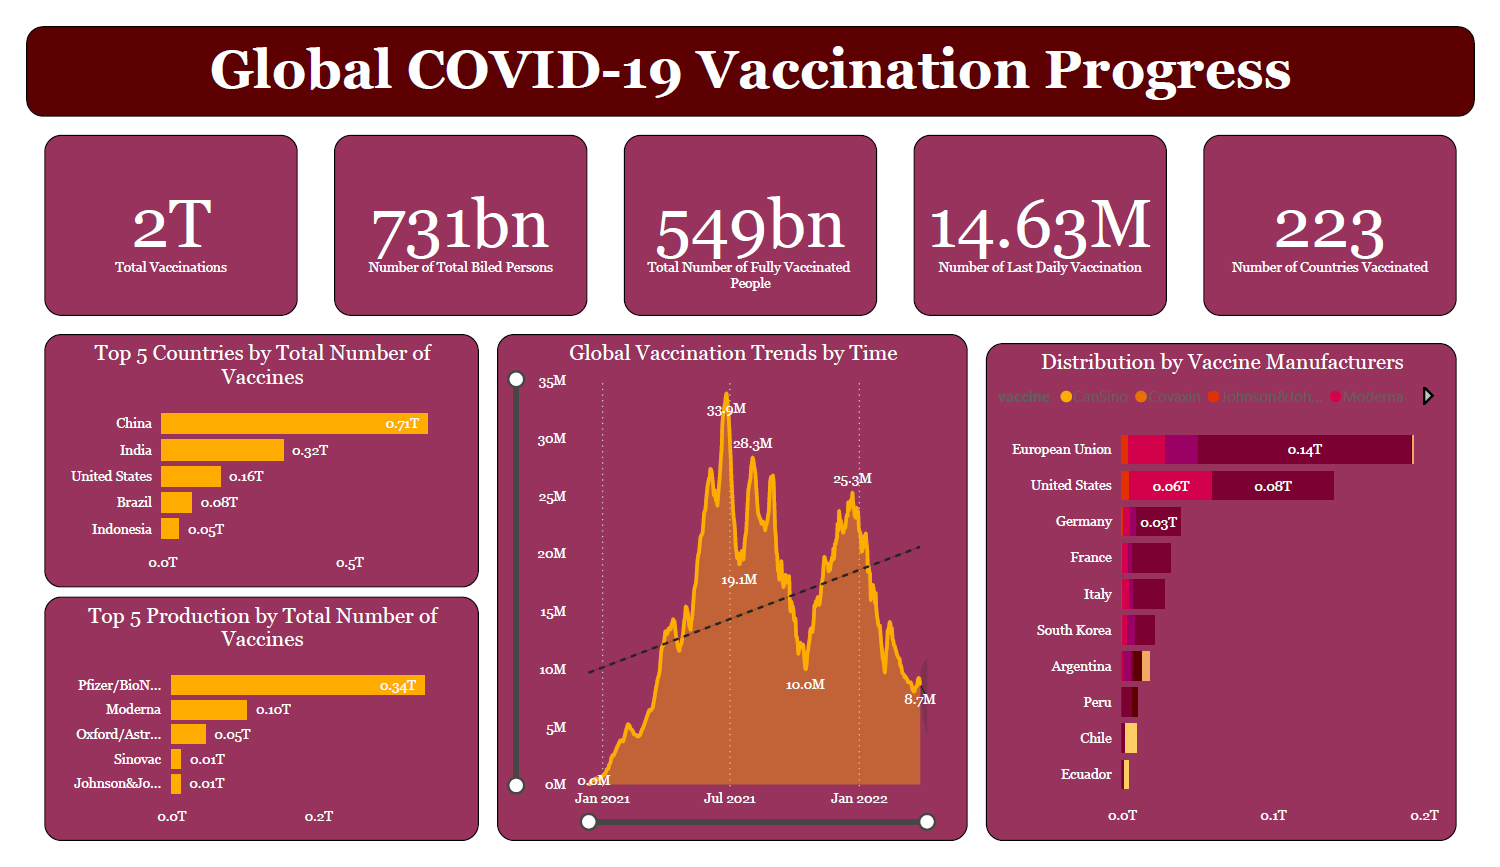 Global COVID-19 Vaccination Progress
2T
Total Vaccinations
731bn
Number of Total Biled Persons
549bn
Total Number of Fully Vaccinated
People
14.63M
Number of Last Daily Vaccination
223
Number of Countries Vaccinated
Top 5 Countries by Total Number of
Vaccines
China 0.71T
India 0.32T
United States 0.16T
Brazil 0.08T
Indonesia 0.05T
0.0T 0.5T
Top 5 Production by Total Number of
Vaccines
Pfizer/BioN... 0.34T
Moderna 0.10T
Oxford/Astr... 0.05T
Sinovac 0.01T
Johnson&Jo... 0.01T
0.0T 0.2T
Global Vaccination Trends by Time
35M
33.9M
30M
28.3M
25M
25.3M
20M
19.1M
15M
10M
10.0M
8.7M
5M
0M
0.0M
Jan 2021 Jul 2021 Jan 2022
Distribution by Vaccine Manufacturers
vaccine CanSino Covaxin Johnson&Joh... Moderna
European Union 0.14T
United States 0.06T 0.08T
Germany 0.03T
France
Italy
South Korea
Argentina
Peru
Chile
Ecuador
0.0T 0.1T 0.2T